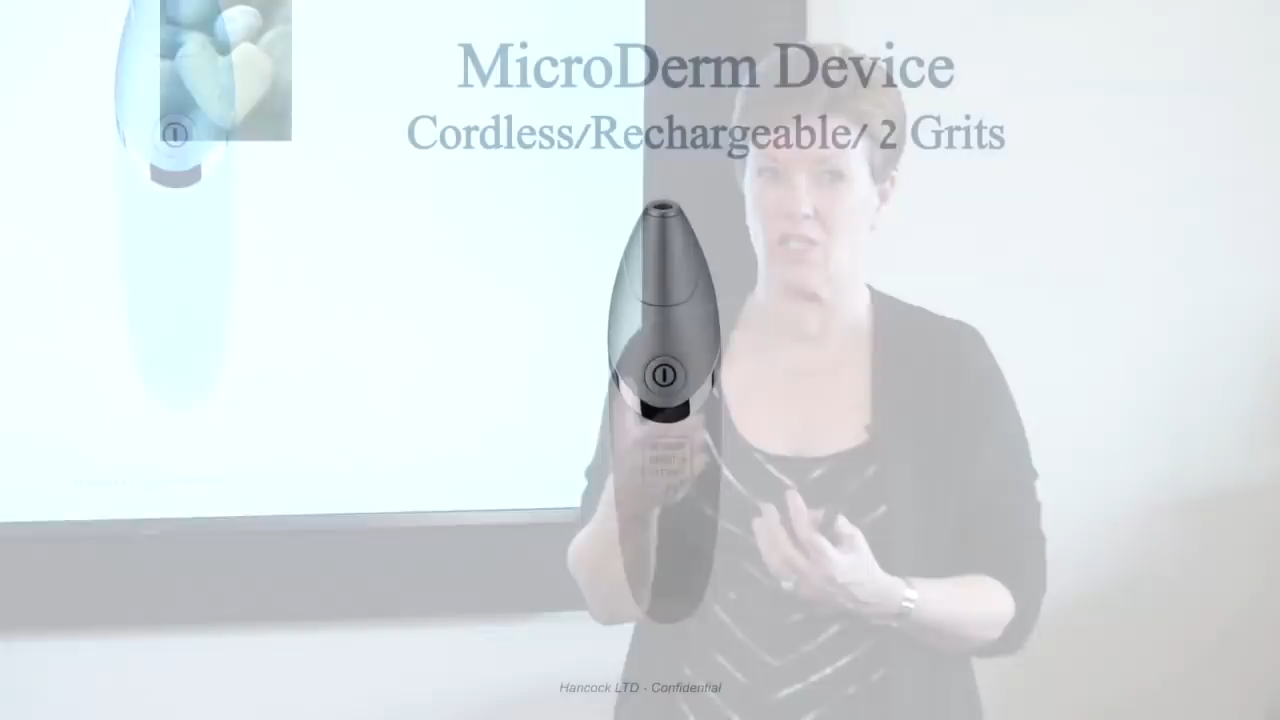 MicroDerm Device
Cordless/Rechargeable/ 2 Grits
Hancock LTD - Confidential